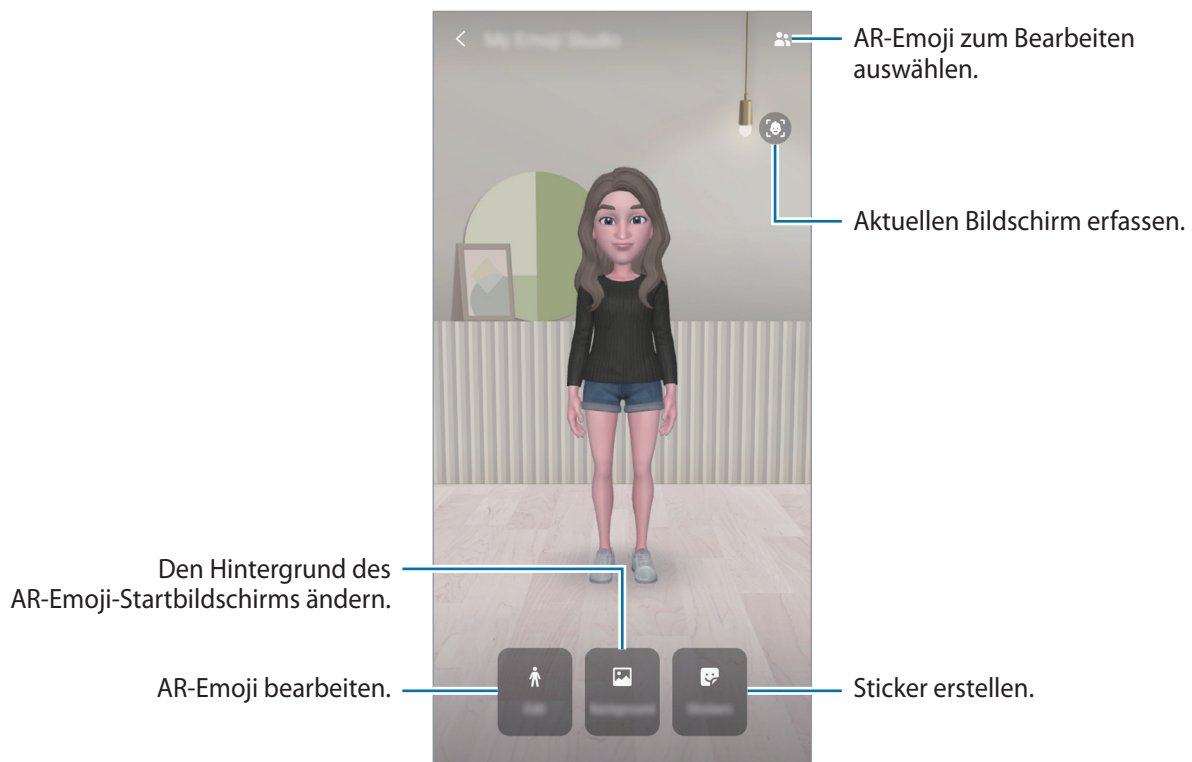 AR-Emoji zum Bearbeiten
auswählen.
Aktuellen Bildschirm erfassen.
Den Hintergrund des
AR-Emoji-Startbildschirms ändern.
AR-Emoji bearbeiten.
Sticker erstellen.